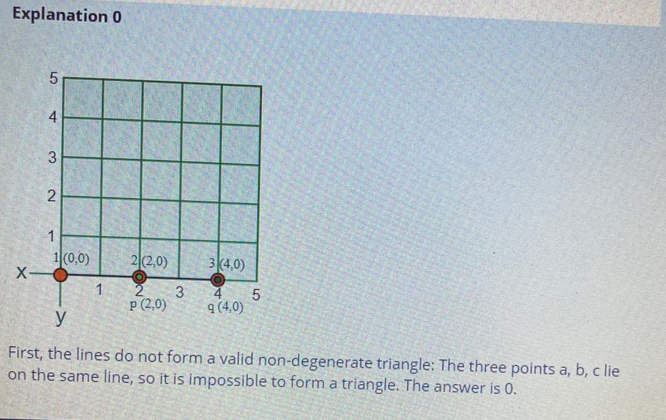 Explanation 0
5
4
3
2
1
1 (0,0) 2 (2,0) 3 (4,0)
X
1 2 3 4 5
p (2,0) q (4,0)
y
First, the lines do not form a valid non-degenerate triangle: The three points a, b, c lie
on the same line, so it is impossible to form a triangle. The answer is 0.